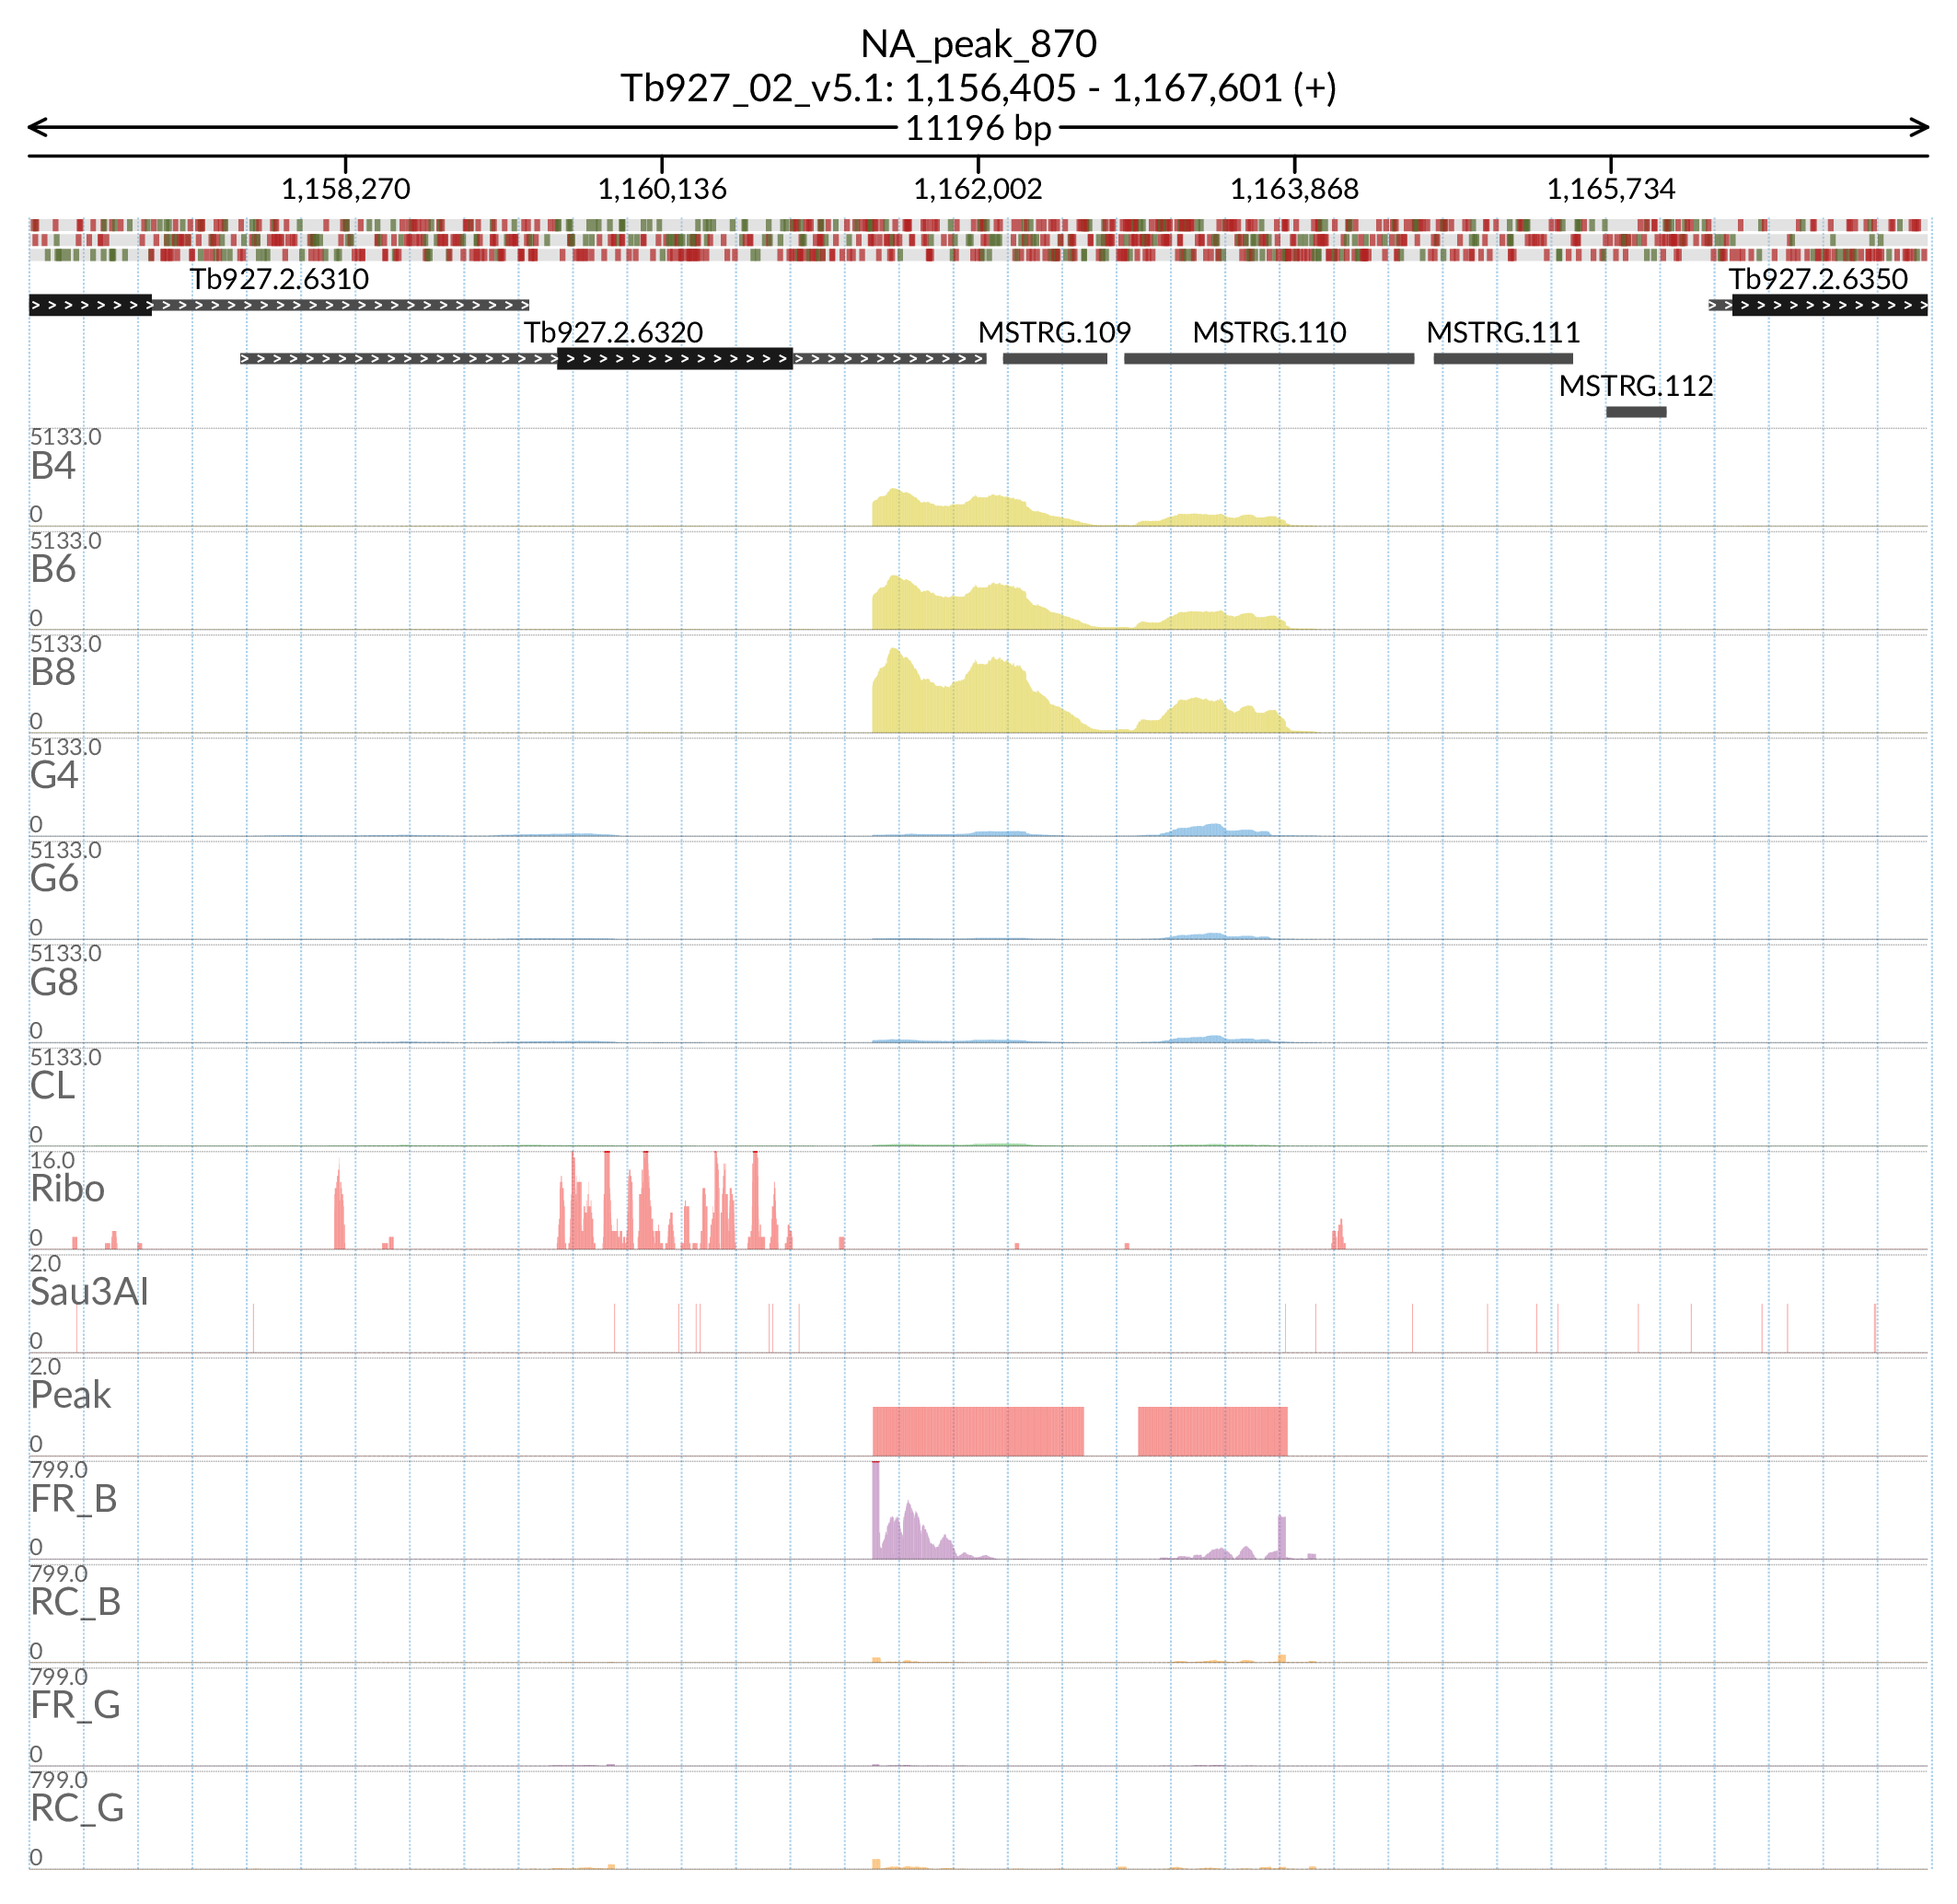 NA_peak_870
Tb927_02_v5.1: 1,156,405 - 1,167,601 (+)
11196 bp
1,158,270 1,160,136 1,162,002 1,163,868 1,165,734
Tb927.2.6310 Tb927.2.6350
Tb927.2.6320 MSTRG.109 MSTRG.110 MSTRG.111
MSTRG.112
5133.0
B4
0
5133.0
B6
0
5133.0
B8
0
5133.0
G4
0
5133.0
G6
0
5133.0
G8
0
5133.0
CL
0
16.0
Ribo
0
2.0
Sau3AI
0
2.0
Peak
0
799.0
FR_B
0
799.0
RC_B
0
799.0
FR_G
0
799.0
RC_G
0